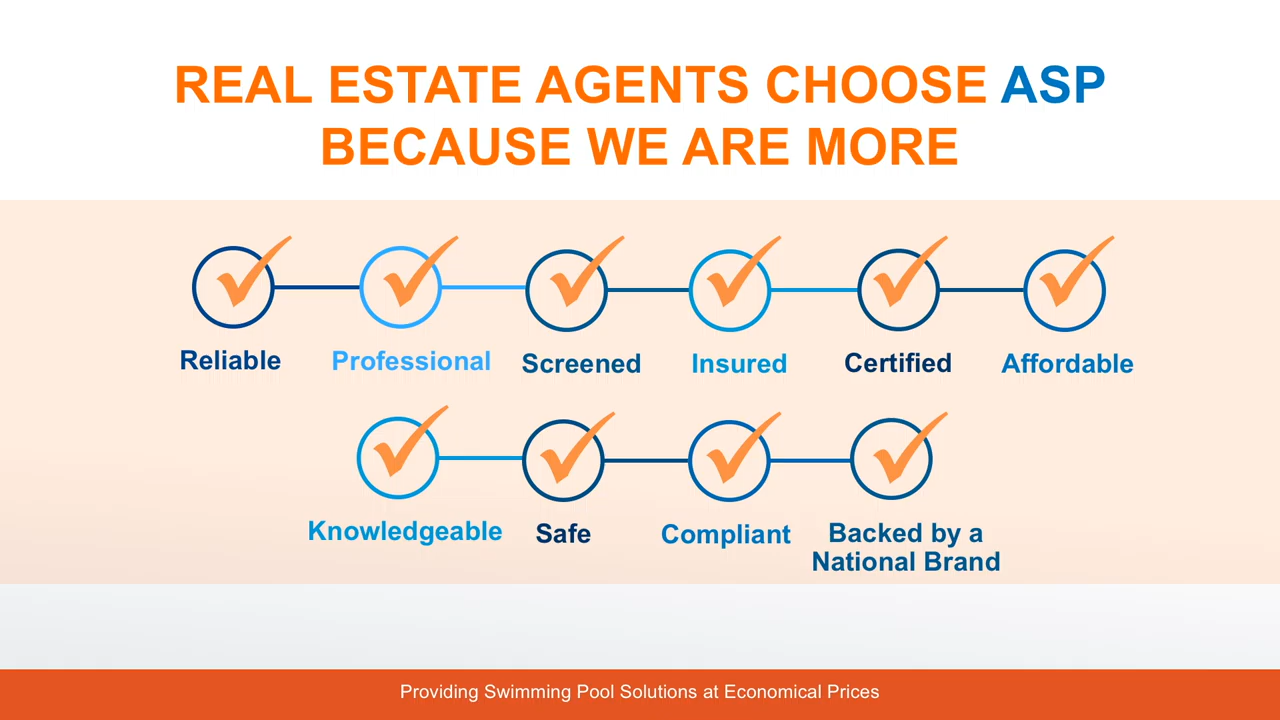 REAL ESTATE AGENTS CHOOSE ASP
BECAUSE WE ARE MORE
Reliable
Professional
Screened
Insured
Certified
Affordable
Knowledgeable
Safe
Compliant
Backed by a
National Brand
Providing Swimming Pool Solutions at Economical Prices